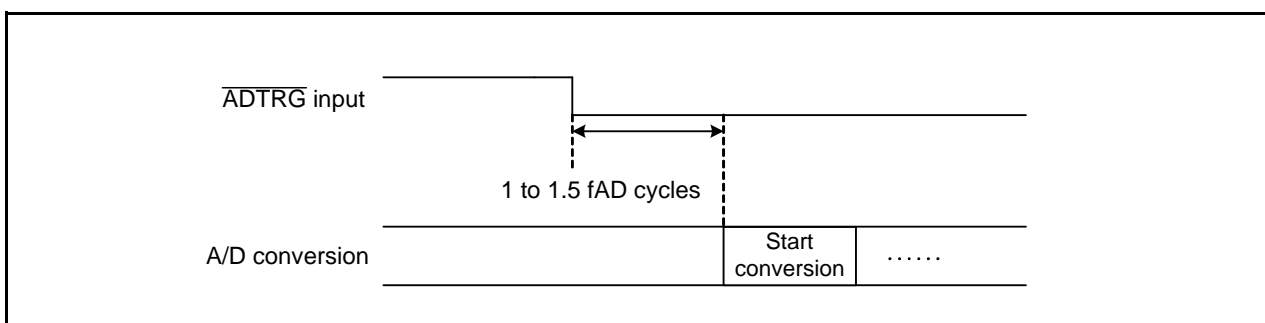 ADTRG input
1 to 1.5 fAD cycles
A/D conversion
Start
conversion
......